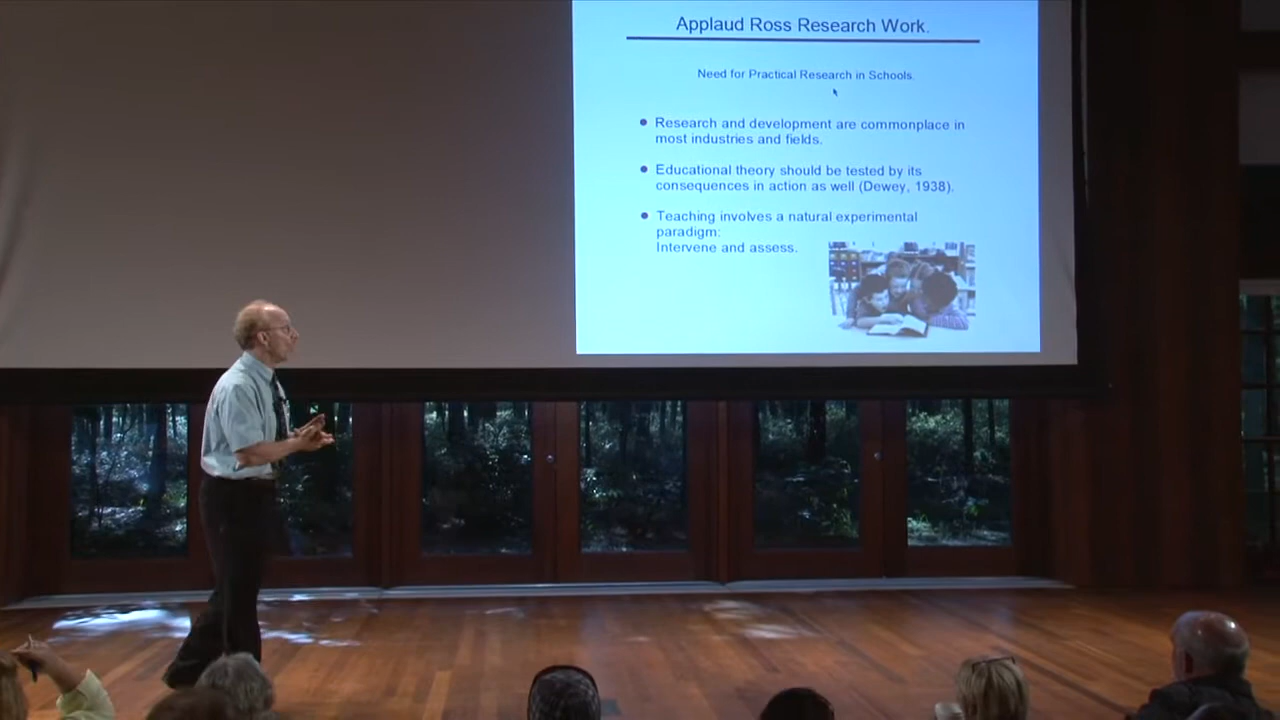 Applaud Ross Research Work.
Need for Practical Research in Schools.
Research and development are commonplace in
most industries and fields.
Educational theory should be tested by its
consequences in action as well (Dewey, 1938).
Teaching involves a natural experimental
paradigm:
Intervene and assess.